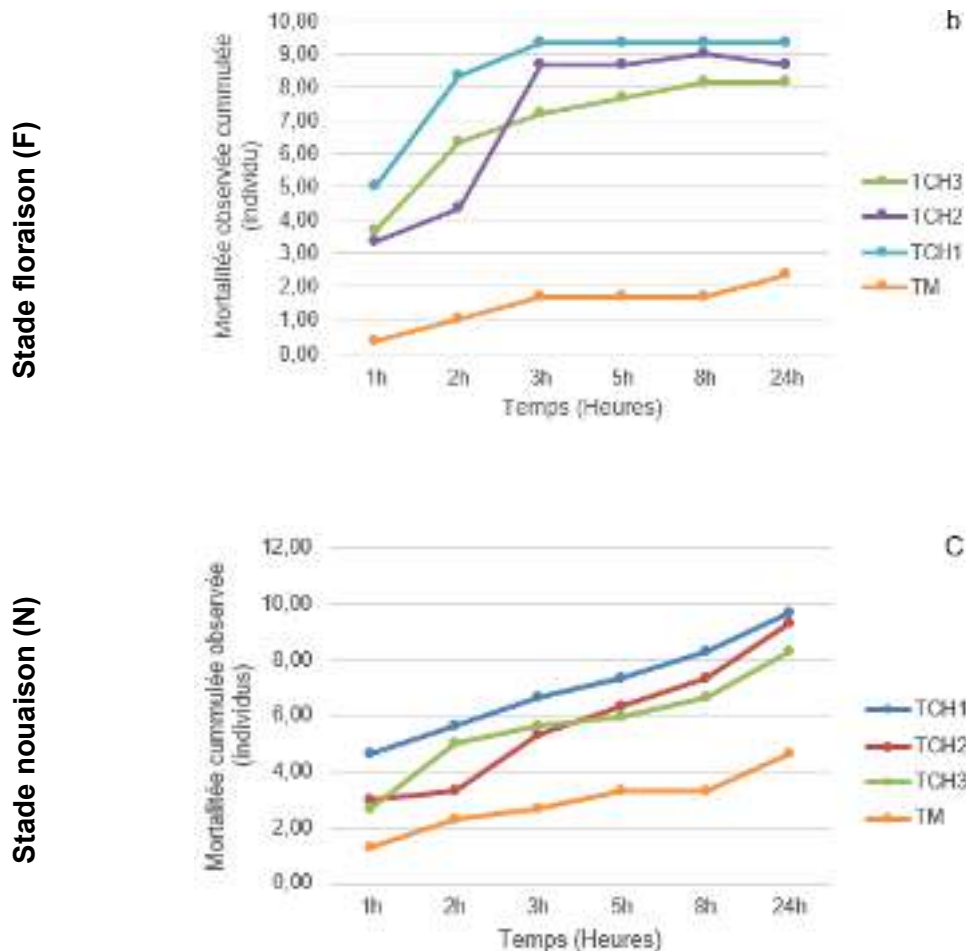 Stade floraison (F)
b
Mortalitée observée cummulée
(individu)
10,00
9,00
8,00
7,00
6,00
5,00
4,00
3,00
2,00
1,00
0,00
1h 2h 3h 5h 8h 24h
Temps (Heures)
TCH3
TCH2
TCH1
TM
Stade nouaison (N)
C
Mortalitée cummulée observée
(individus)
12,00
10,00
8,00
6,00
4,00
2,00
0,00
1h 2h 3h 5h 8h 24h
Temps (Heures)
TCH1
TCH2
TCH3
TM